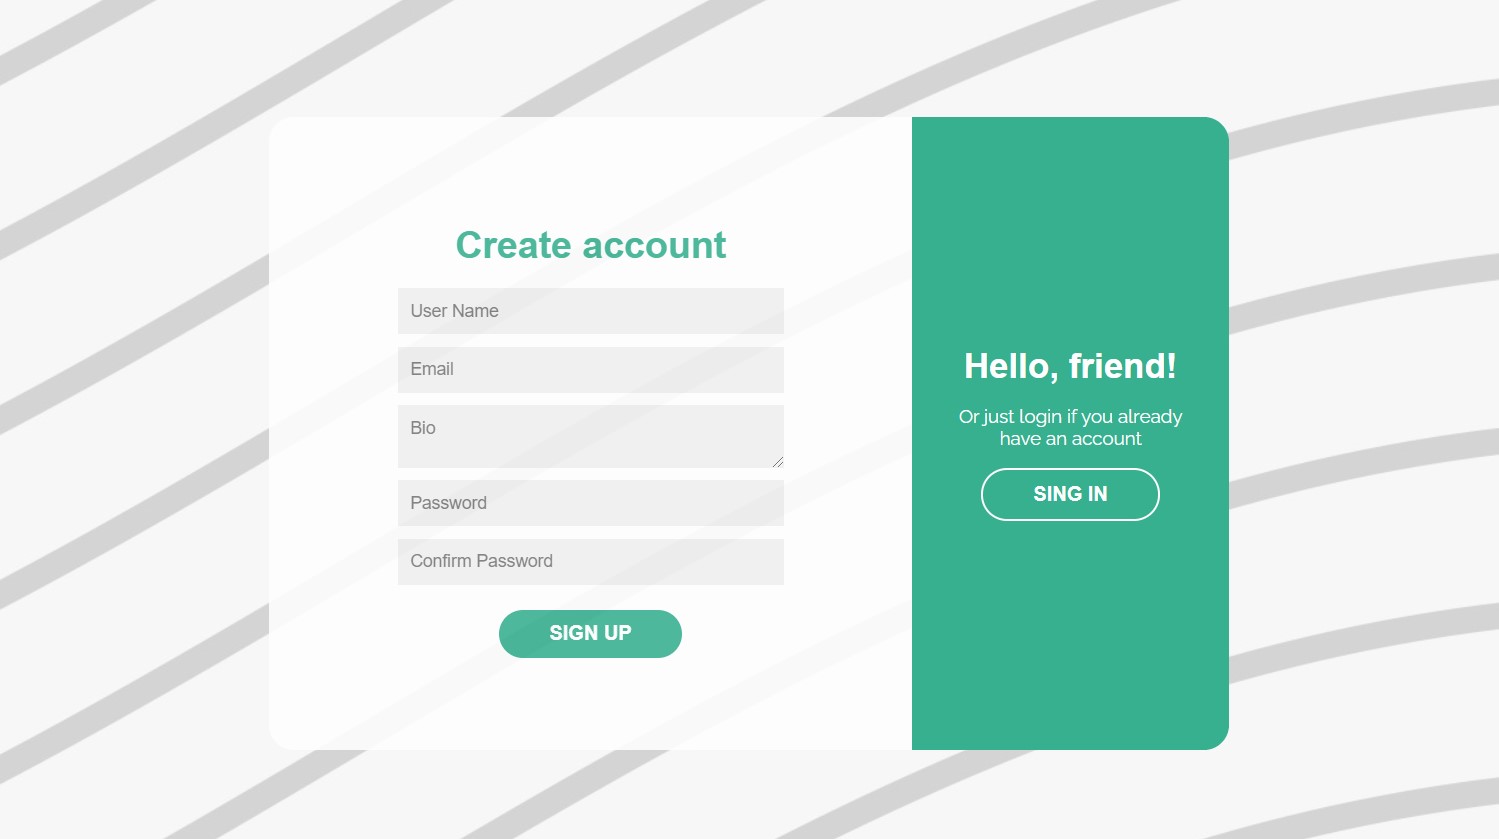 Create account
User Name
Email
Bio
Password
Confirm Password
SIGN UP
Hello, friend!
Or just login if you already
have an account
SING IN